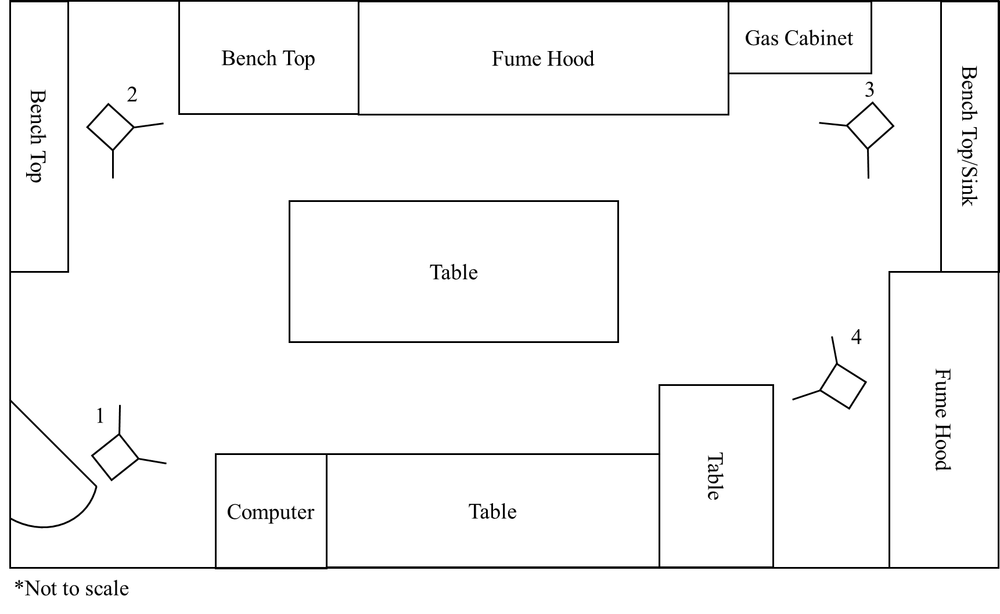 Bench Top
Fume Hood
Gas Cabinet
Bench Top
2
3
Bench Top/Sink
Table
4
1
Fume Hood
Table
Computer
Table
*Not to scale